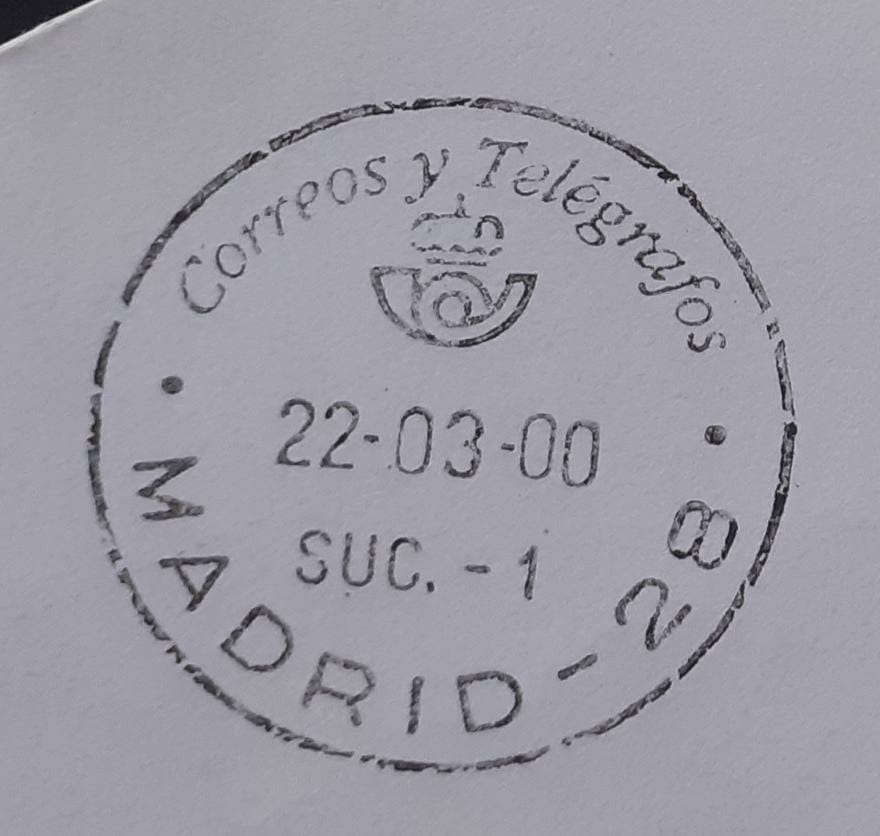 Correos y Telégrafos
22-03-00
SUC. - 1
MADRID - 28